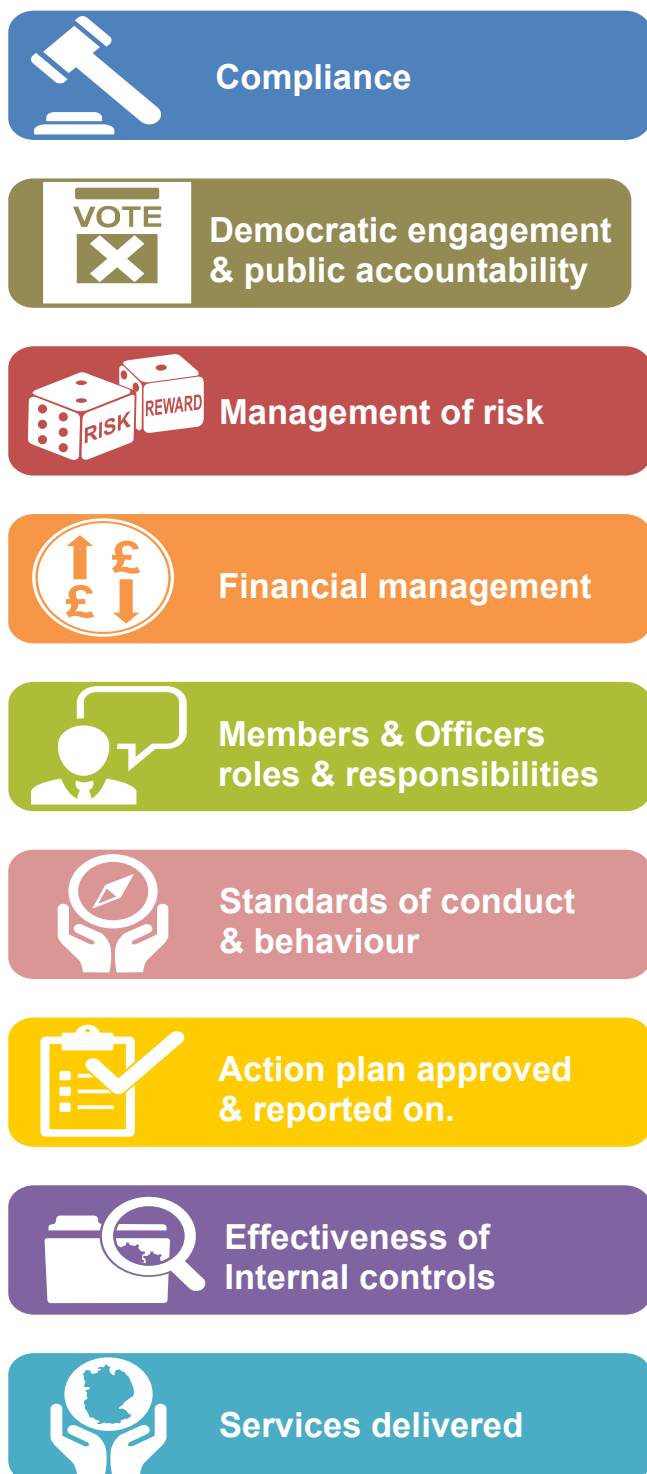 Compliance
VOTE
Democratic engagement
& public accountability
RISK
REWARD
Management of risk
£
£
Financial management
Members & Officers
roles & responsibilities
Standards of conduct
& behaviour
Action plan approved
& reported on.
Effectiveness of
Internal controls
Services delivered